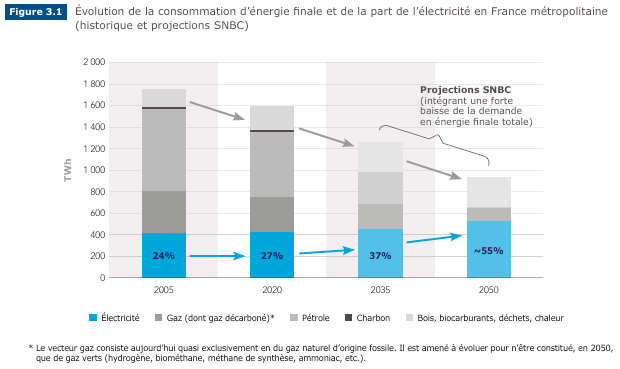 Figure 3.1 Évolution de la consommation d’énergie finale et de la part de l’électricité en France métropolitaine
(historique et projections SNBC)
2 000
1 800
1 600
1 400
1 200
1 000
800
600
400
200
0
TWh
Projections SNBC
(intégrant une forte
baisse de la demande
en énergie finale totale)
24%
27%
37%
~55%
2005
2020
2035
2050
Électricité
Gaz (dont gaz décarboné)*
Pétrole
Charbon
Bois, biocarburants, déchets, chaleur
* Le vecteur gaz consiste aujourd’hui quasi exclusivement en du gaz naturel d’origine fossile. Il est amené à évoluer pour n’être constitué, en 2050,
que de gaz verts (hydrogène, biométhane, méthane de synthèse, ammoniac, etc.).